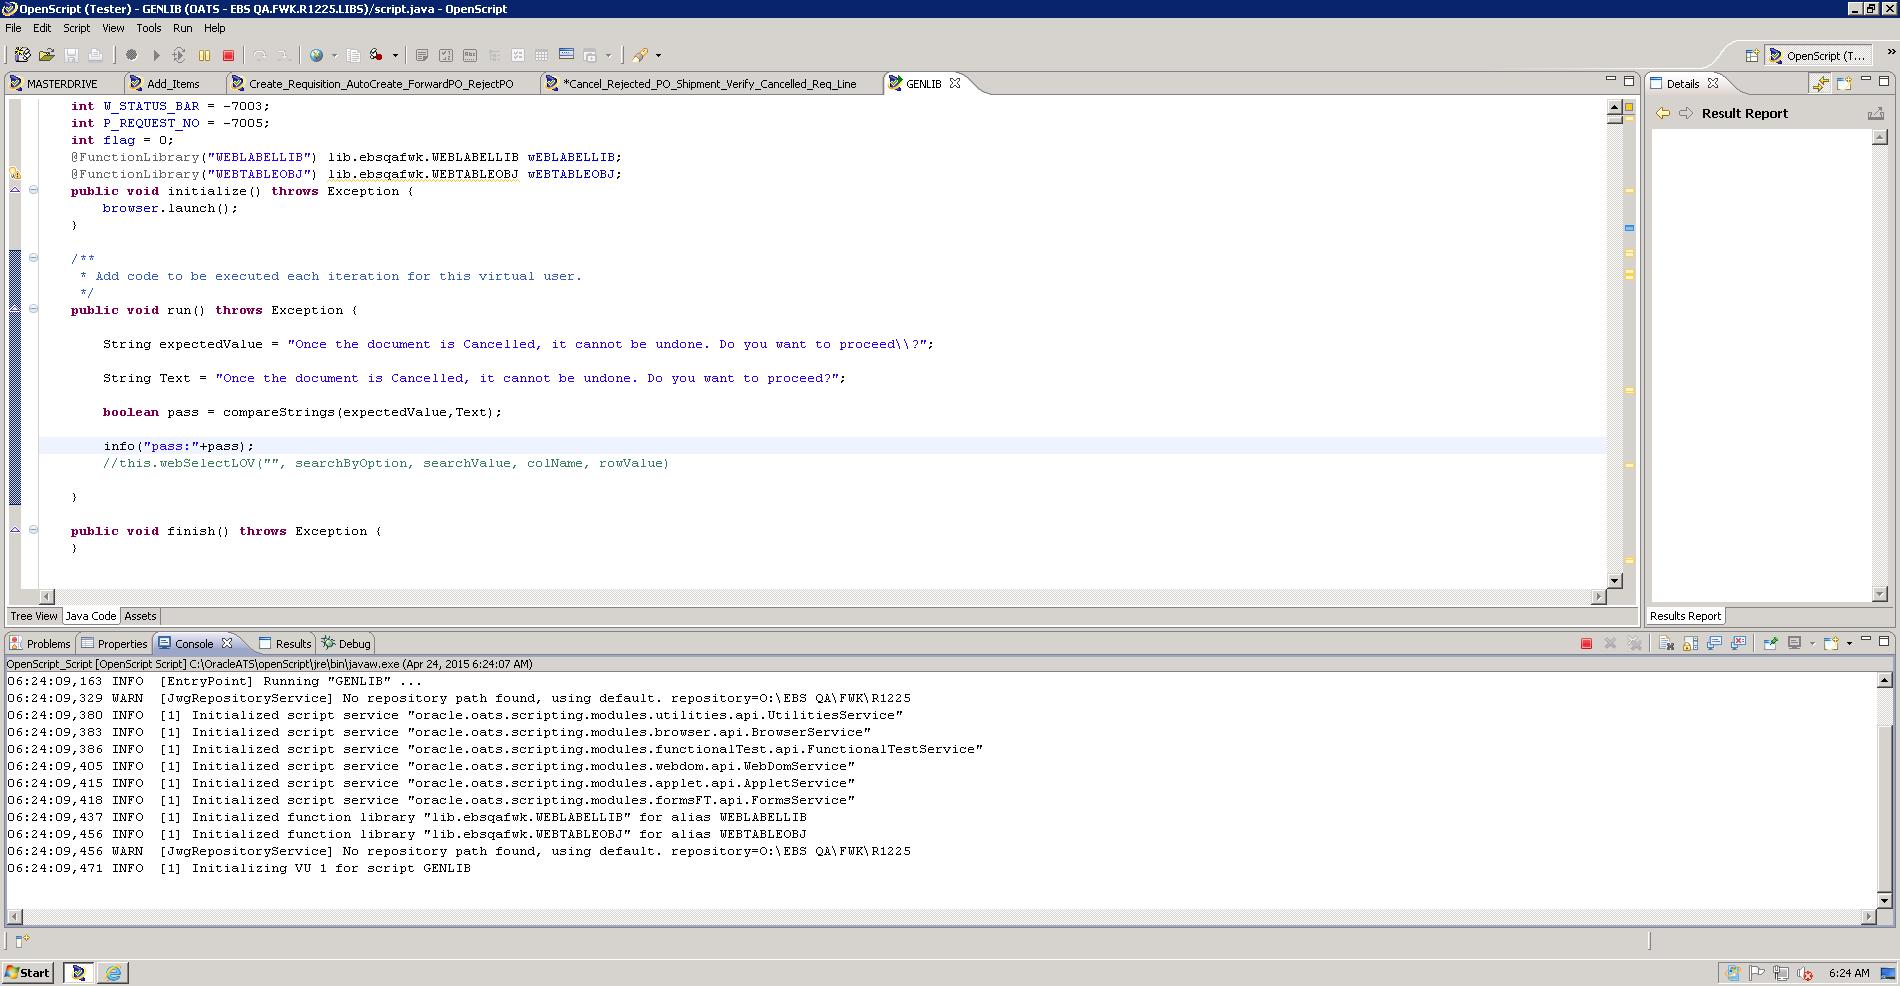 OpenScript (Tester) - GENLIB (OATS - EBS QA.FWK.R1225.LIBS)/script.java - OpenScript
File Edit Script View Tools Run Help
OpenScript (T...
MASTERDRIVE Add_Items Create_Requisition_AutoCreate_ForwardPO_RejectPO *Cancel_Rejected_PO_Shipment_Verify_Cancelled_Req_Line GENLIB Details
Result Report
int W_STATUS_BAR = -7003;
int P_REQUEST_NO = -7005;
int flag = 0;
@FunctionLibrary("WEBLABELLIB") lib.ebsqafwk.WEBLABELLIB wEBLABELLIB;
@FunctionLibrary("WEBTABLEOBJ") lib.ebsqafwk.WEBTABLEOBJ wEBTABLEOBJ;
public void initialize() throws Exception {
browser.launch();
}
/**
* Add code to be executed each iteration for this virtual user.
*/
public void run() throws Exception {
String expectedValue = "Once the document is Cancelled, it cannot be undone. Do you want to proceed\\?";
String Text = "Once the document is Cancelled, it cannot be undone. Do you want to proceed?";
boolean pass = compareStrings(expectedValue,Text);
info("pass:"+pass);
//this.webSelectLOV("", searchByOption, searchValue, colName, rowValue)
}
public void finish() throws Exception {
}
Tree View Java Code Assets
Results Report
Problems Properties Console Results Debug
OpenScript_Script [OpenScript Script] C:\OracleATS\openScript\jre\bin\javaw.exe (Apr 24, 2015 6:24:07 AM)
06:24:09,163 INFO [EntryPoint] Running "GENLIB" ...
06:24:09,329 WARN [JwgRepositoryService] No repository path found, using default. repository=O:\EBS QA\FWK\R1225
06:24:09,380 INFO [1] Initialized script service "oracle.oats.scripting.modules.utilities.api.UtilitiesService"
06:24:09,383 INFO [1] Initialized script service "oracle.oats.scripting.modules.browser.api.BrowserService"
06:24:09,386 INFO [1] Initialized script service "oracle.oats.scripting.modules.functionalTest.api.FunctionalTestService"
06:24:09,405 INFO [1] Initialized script service "oracle.oats.scripting.modules.webdom.api.WebDomService"
06:24:09,415 INFO [1] Initialized script service "oracle.oats.scripting.modules.applet.api.AppletService"
06:24:09,418 INFO [1] Initialized script service "oracle.oats.scripting.modules.formsFT.api.FormsService"
06:24:09,437 INFO [1] Initialized function library "lib.ebsqafwk.WEBLABELLIB" for alias WEBLABELLIB
06:24:09,456 INFO [1] Initialized function library "lib.ebsqafwk.WEBTABLEOBJ" for alias WEBTABLEOBJ
06:24:09,456 WARN [JwgRepositoryService] No repository path found, using default. repository=O:\EBS QA\FWK\R1225
06:24:09,471 INFO [1] Initializing VU 1 for script GENLIB
Start
6:24 AM